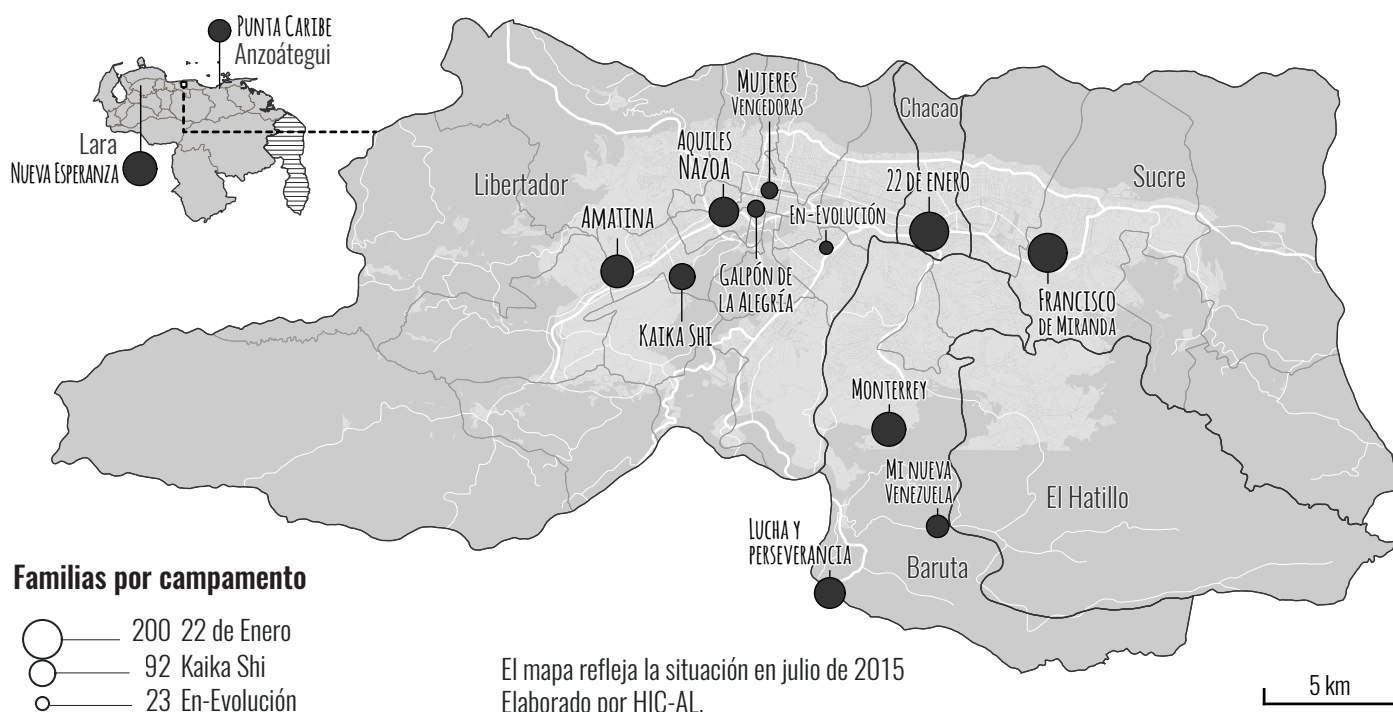 PUNTA CARIBE
Anzoátegui
Lara
NUEVA ESPERANZA
MUJERES
VENCEDORAS
Chacao
AQUILES
NAZOA
Libertador
22 DE ENERO
Sucre
AMATINA
EN-EVOLUCIÓN
GALPÓN DE
LA ALEGRÍA
FRANCISCO
DE MIRANDA
KAIKA SHI
MONTERREY
MI NUEVA
VENEZUELA
El Hatillo
LUCHA Y
PERSEVERANCIA
Baruta
Familias por campamento
200 22 de Enero
92 Kaika Shi
23 En-Evolución
El mapa refleja la situación en julio de 2015
Elaborado por HIC-AL.
5 km